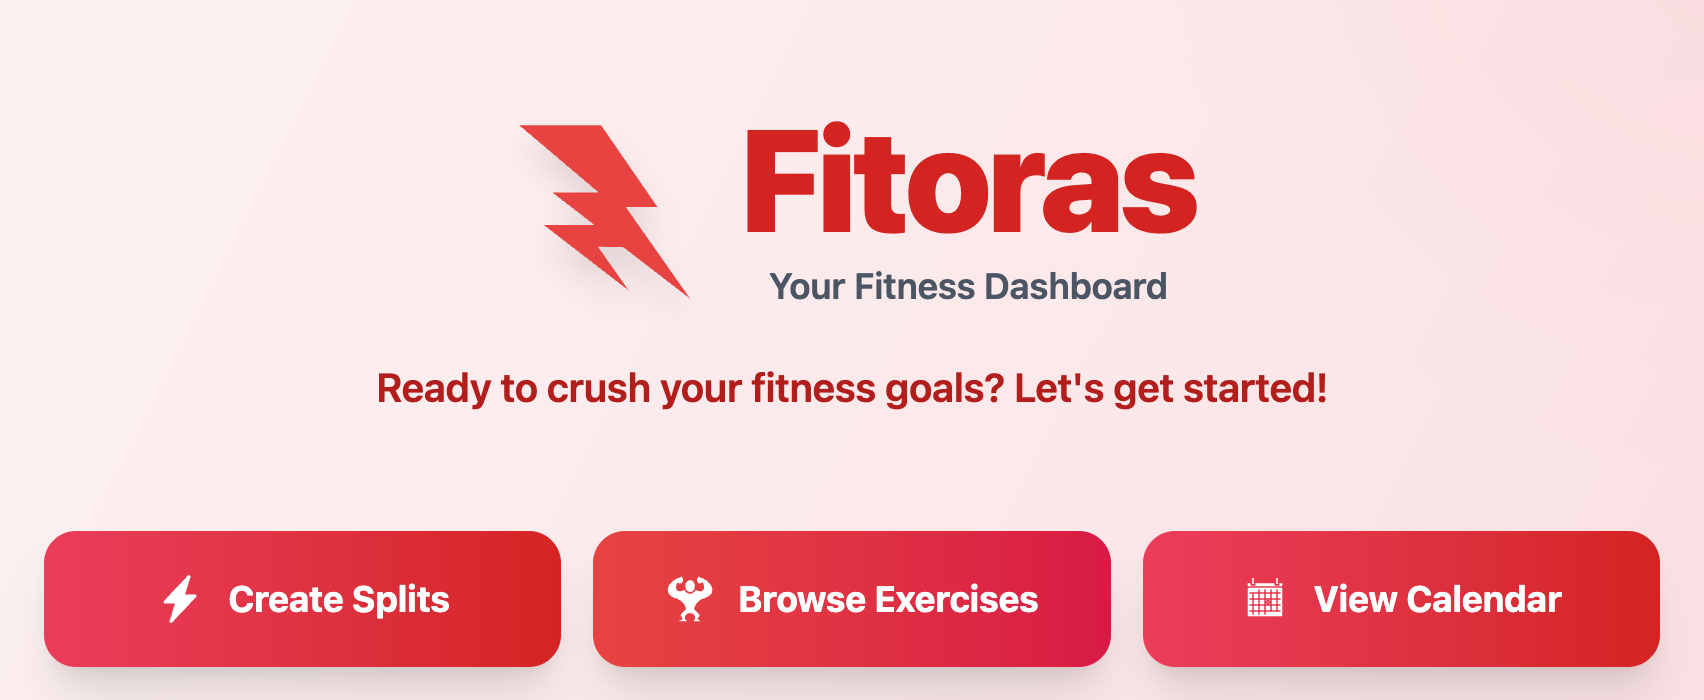 Fitoras
Your Fitness Dashboard
Ready to crush your fitness goals? Let's get started!
Create Splits
Browse Exercises
View Calendar